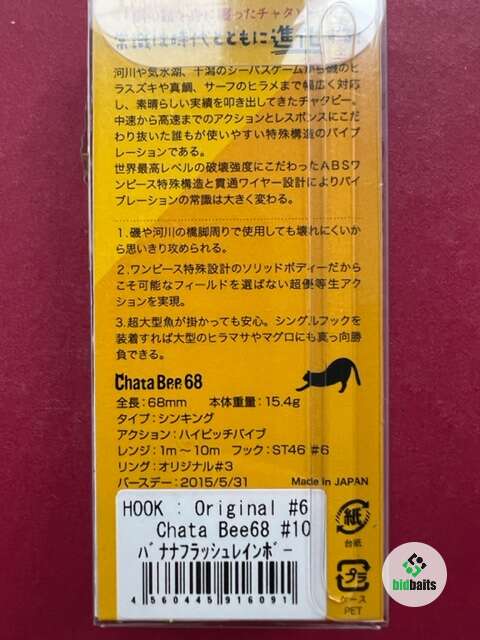 常識は時代とともに進化
河川や気水湖、干潟のシーバスゲームから磯のヒ
ラスズキや真鯛、サーフのヒラメまで幅広く対応
し、素晴らしい実績を叩き出してきたチャタビー。
中速から高速までのアクションとレスポンスにこだ
わり抜いた誰もが使いやすい特殊構造のバイブ
レーションである。
世界最高レベルの破壊強度にこだわったABSワ
ンピース特殊構造と貫通ワイヤー設計によりバイ
ブレーションの常識は大きく変わる。
1.磯や河川の橋脚周りで使用しても壊れにくいか
ら思いきり攻められる。
2.ワンピース特殊設計のソリッドボディーだから
こそ可能なフィールドを選ばない超優等生アク
ションを実現。
3.超大型魚が掛かっても安心。シングルフックを
装着すれば大型のヒラマサやマグロにも真っ向勝
負できる。
Chata Bee 68
全長：68mm 本体重量：15.4g
タイプ：シンキング
アクション：ハイピッチバイブ
レンジ：1m～10m フック：ST46 #6
リング：オリジナル#3
バースデー：2015/5/31
Made in JAPAN
HOOK : Original #6
Chata Bee68 #10
ﾊﾞﾅﾅﾌﾗｯｼｭﾚｲﾝﾎﾞｰ
4 560445 916091
紙
台紙
プラ
ケース
PET
bidbaits